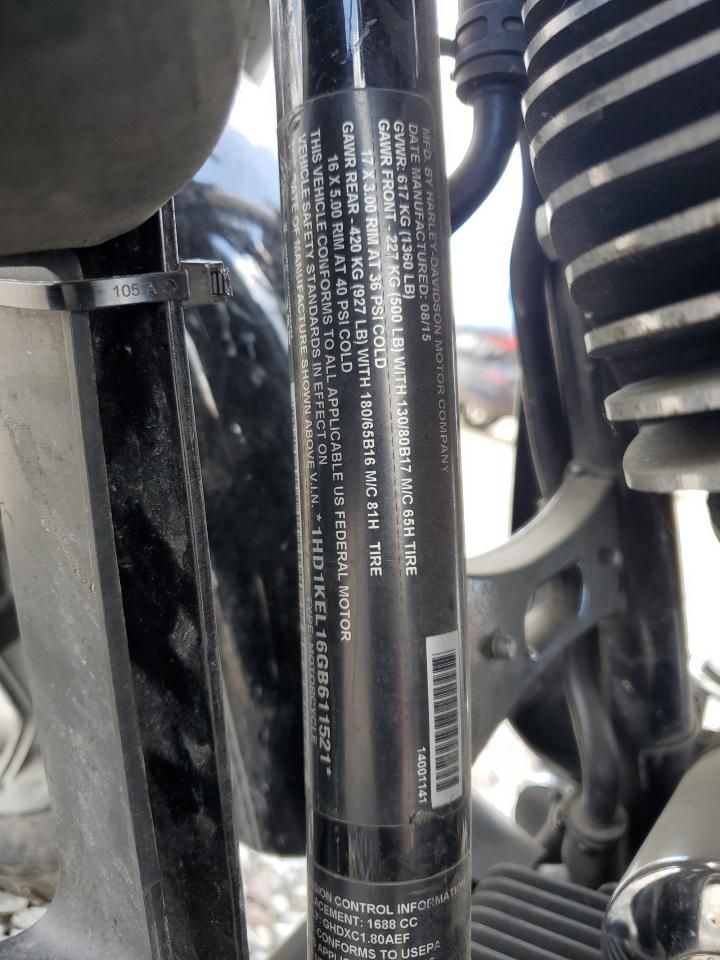 MFD. BY HARLEY-DAVIDSON MOTOR COMPANY
DATE MANUFACTURED: 08/15
GVWR: 617 KG (1360 LB)
GAWR FRONT - 227 KG (500 LB) WITH 130/80B17 M/C 65H TIRE
17 X 3.00 RIM AT 36 PSI COLD
GAWR REAR - 420 KG (927 LB) WITH 180/65B16 M/C 81H TIRE
16 X 5.00 RIM AT 40 PSI COLD
THIS VEHICLE CONFORMS TO ALL APPLICABLE US FEDERAL MOTOR
VEHICLE SAFETY STANDARDS IN EFFECT ON
DATE OF MANUFACTURE SHOWN ABOVE V.I.N. *1HD1KEL16GB611521*
TYPE: MOTORCYCLE
14001141
SION CONTROL INFORMATION
LACEMENT: 1688 CC
Y: GHDXC1.80AEF
CONFORMS TO USEPA
105 A